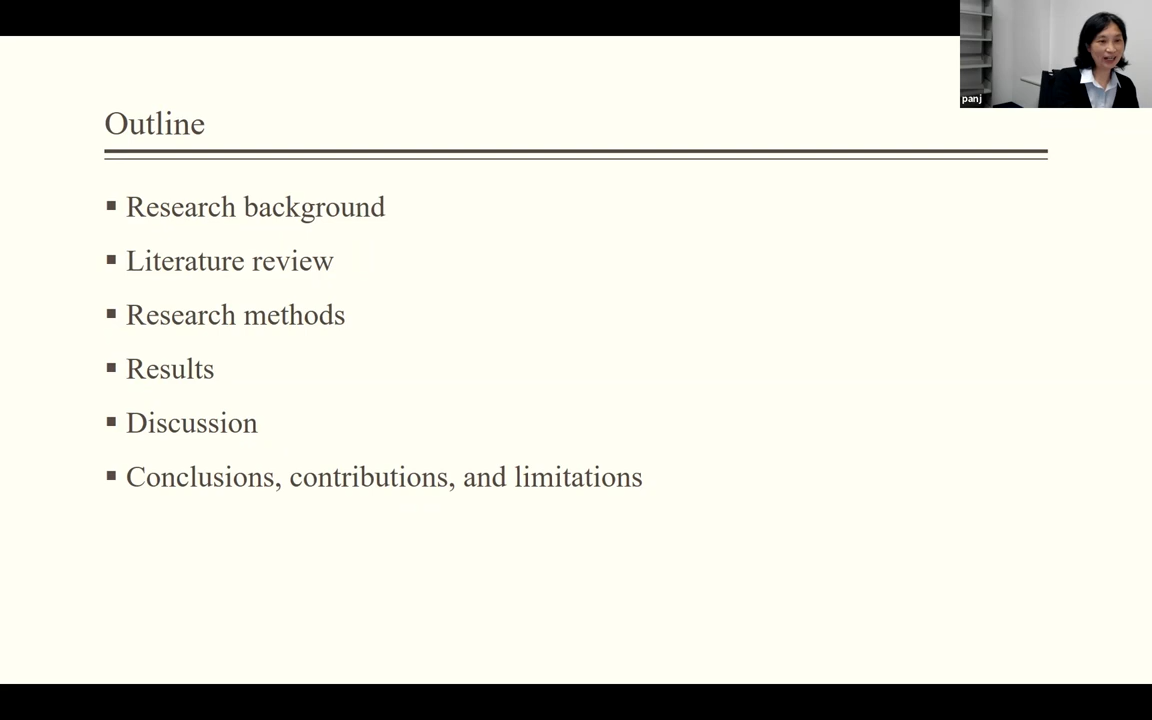 panj
Outline
▪ Research background
▪ Literature review
▪ Research methods
▪ Results
▪ Discussion
▪ Conclusions, contributions, and limitations